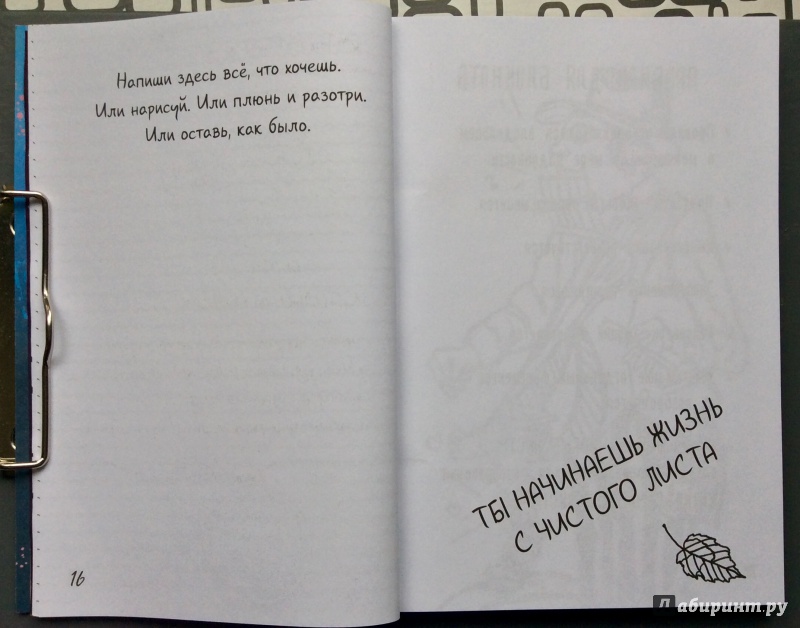 Напиши здесь всё, что хочешь.
Или нарисуй. Или плюнь и разотри.
Или оставь, как было.
16
ТЫ НАЧИНАЕШЬ ЖИЗНЬ
С ЧИСТОГО ЛИСТА
Лабиринт.ру